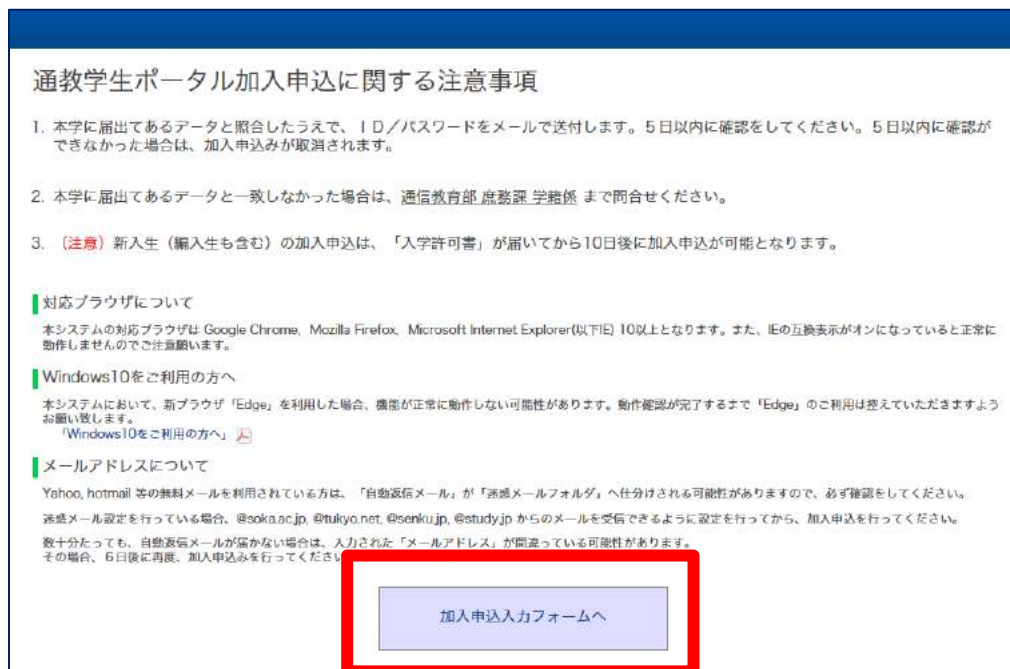 通教学生ポータル加入申込に関する注意事項
1. 本学に届出てあるデータと照合したうえで、ＩＤ／パスワードをメールで送付します。５日以内に確認をしてください。５日以内に確認が
できなかった場合は、加入申込みが取消されます。
2. 本学に届出てあるデータと一致しなかった場合は、通信教育部 庶務課 学籍係 まで問合せください。
3. （注意）新入生（編入生も含む）の加入申込は、「入学許可書」が届いてから10日後に加入申込が可能となります。
対応ブラウザについて
本システムの対応ブラウザは Google Chrome，Mozilla Firefox，Microsoft Internet Explorer(以下IE) 10以上となります。また、IEの互換表示がオンになっていると正常に
動作しませんのでご注意願います。
Windows10をご利用の方へ
本システムにおいて、新ブラウザ「Edge」を利用した場合、機能が正常に動作しない可能性があります。動作確認が完了するまで「Edge」のご利用は控えていただきますよう
お願い致します。
「Windows10をご利用の方へ」
メールアドレスについて
Yahoo, hotmail 等の無料メールを利用されている方は、「自動返信メール」が「迷惑メールフォルダ」へ仕分けされる可能性がありますので、必ず確認をしてください。
迷惑メール設定を行っている場合、@soka.ac.jp, @tukyo.net, @senku.jp, @study.jp からのメールを受信できるように設定を行ってから、加入申込を行ってください。
数十分たっても、自動返信メールが届かない場合は、入力された「メールアドレス」が間違っている可能性があります。
その場合、６日後に再度、加入申込みを行ってください
加入申込入力フォームへ